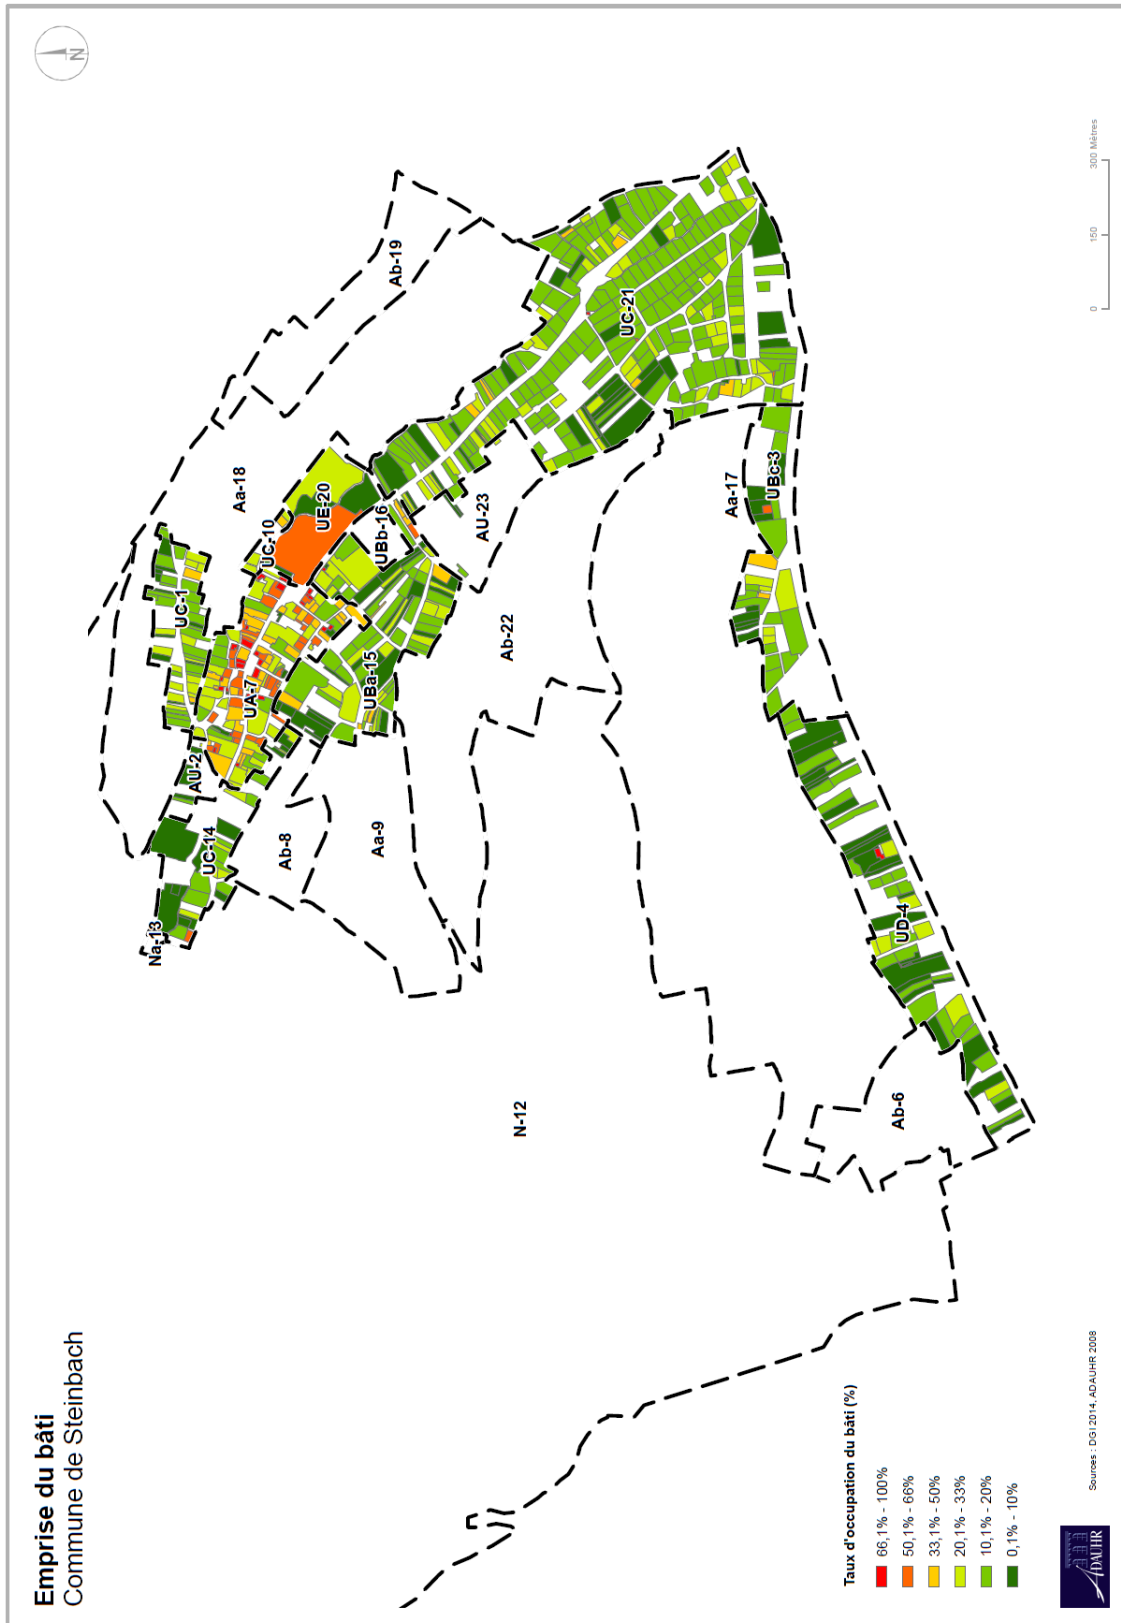 Emprise du bâti
Commune de Steinbach
N
Na-13
UC-14
AU-2
UC-1
UA-7
UC-10
Aa-18
Ab-19
UE-20
UBb-16
UBa-15
AU-23
Ab-8
Aa-9
Ab-22
UC-21
N-12
Aa-17
UBc-3
UD-4
Ab-6
Taux d'occupation du bâti (%)
66,1% - 100%
50,1% - 66%
33,1% - 50%
20,1% - 33%
10,1% - 20%
0,1% - 10%
0 150 300 Mètres
Sources : DGI 2014, ADAUHR 2008
ADAUHR